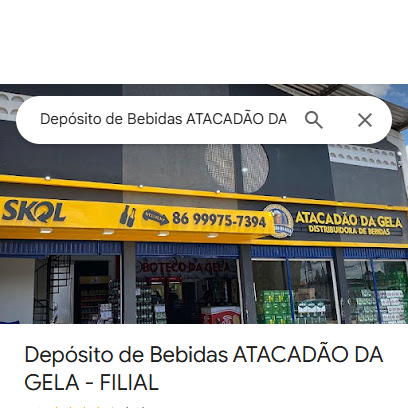 Depósito de Bebidas ATACADÃO DA
SKOL
86 99975-7394
ATACADÃO DA GELA
DISTRIBUIDORA DE BEBIDAS
BOTECO DA GELA
Depósito de Bebidas ATACADÃO DA
GELA - FILIAL